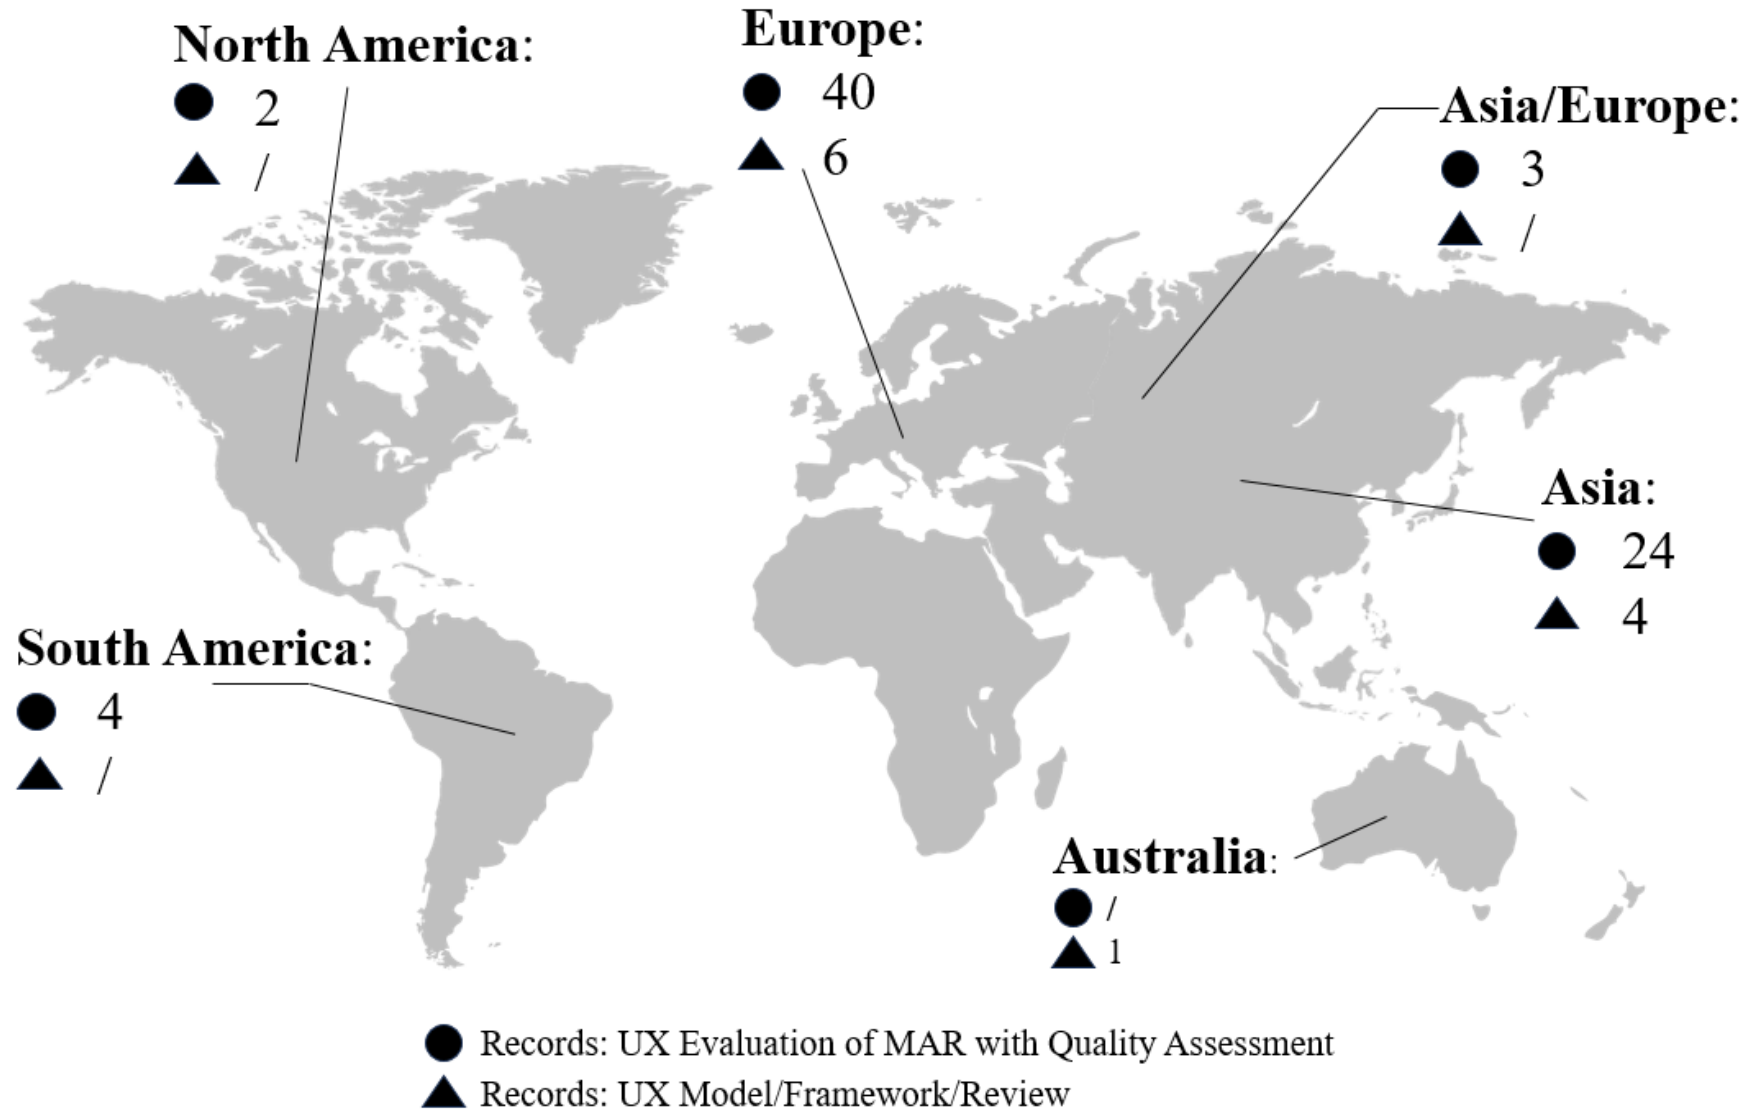 North America:
2
/
Europe:
40
6
Asia/Europe:
3
/
Asia:
24
4
South America:
4
/
Australia:
/
1
Records: UX Evaluation of MAR with Quality Assessment
Records: UX Model/Framework/Review